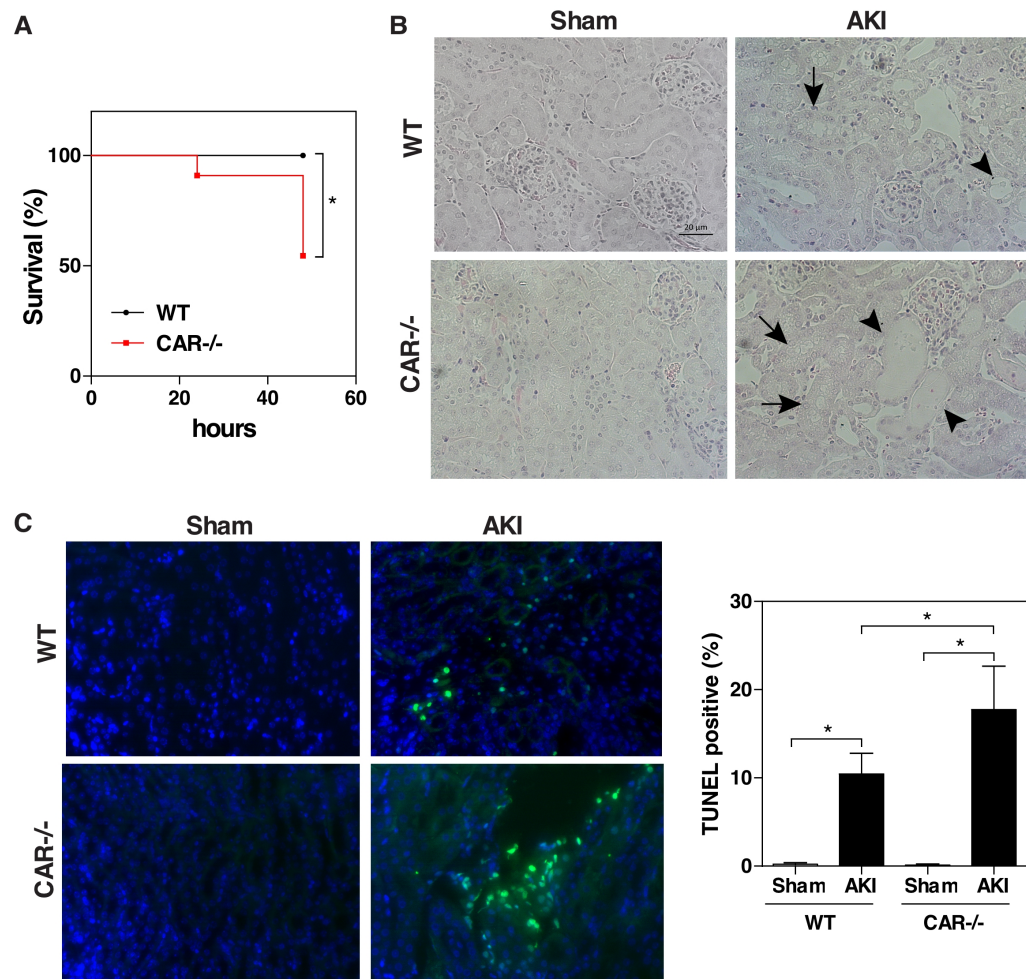 A
100
50
0
Survival (%)
WT
CAR-/-
*
0 20 40 60
hours
B
Sham AKI
WT
20 µm
CAR-/-
C
Sham AKI
WT
CAR-/-
30
20
10
0
TUNEL positive (%)
*
*
*
Sham AKI Sham AKI
WT CAR-/-